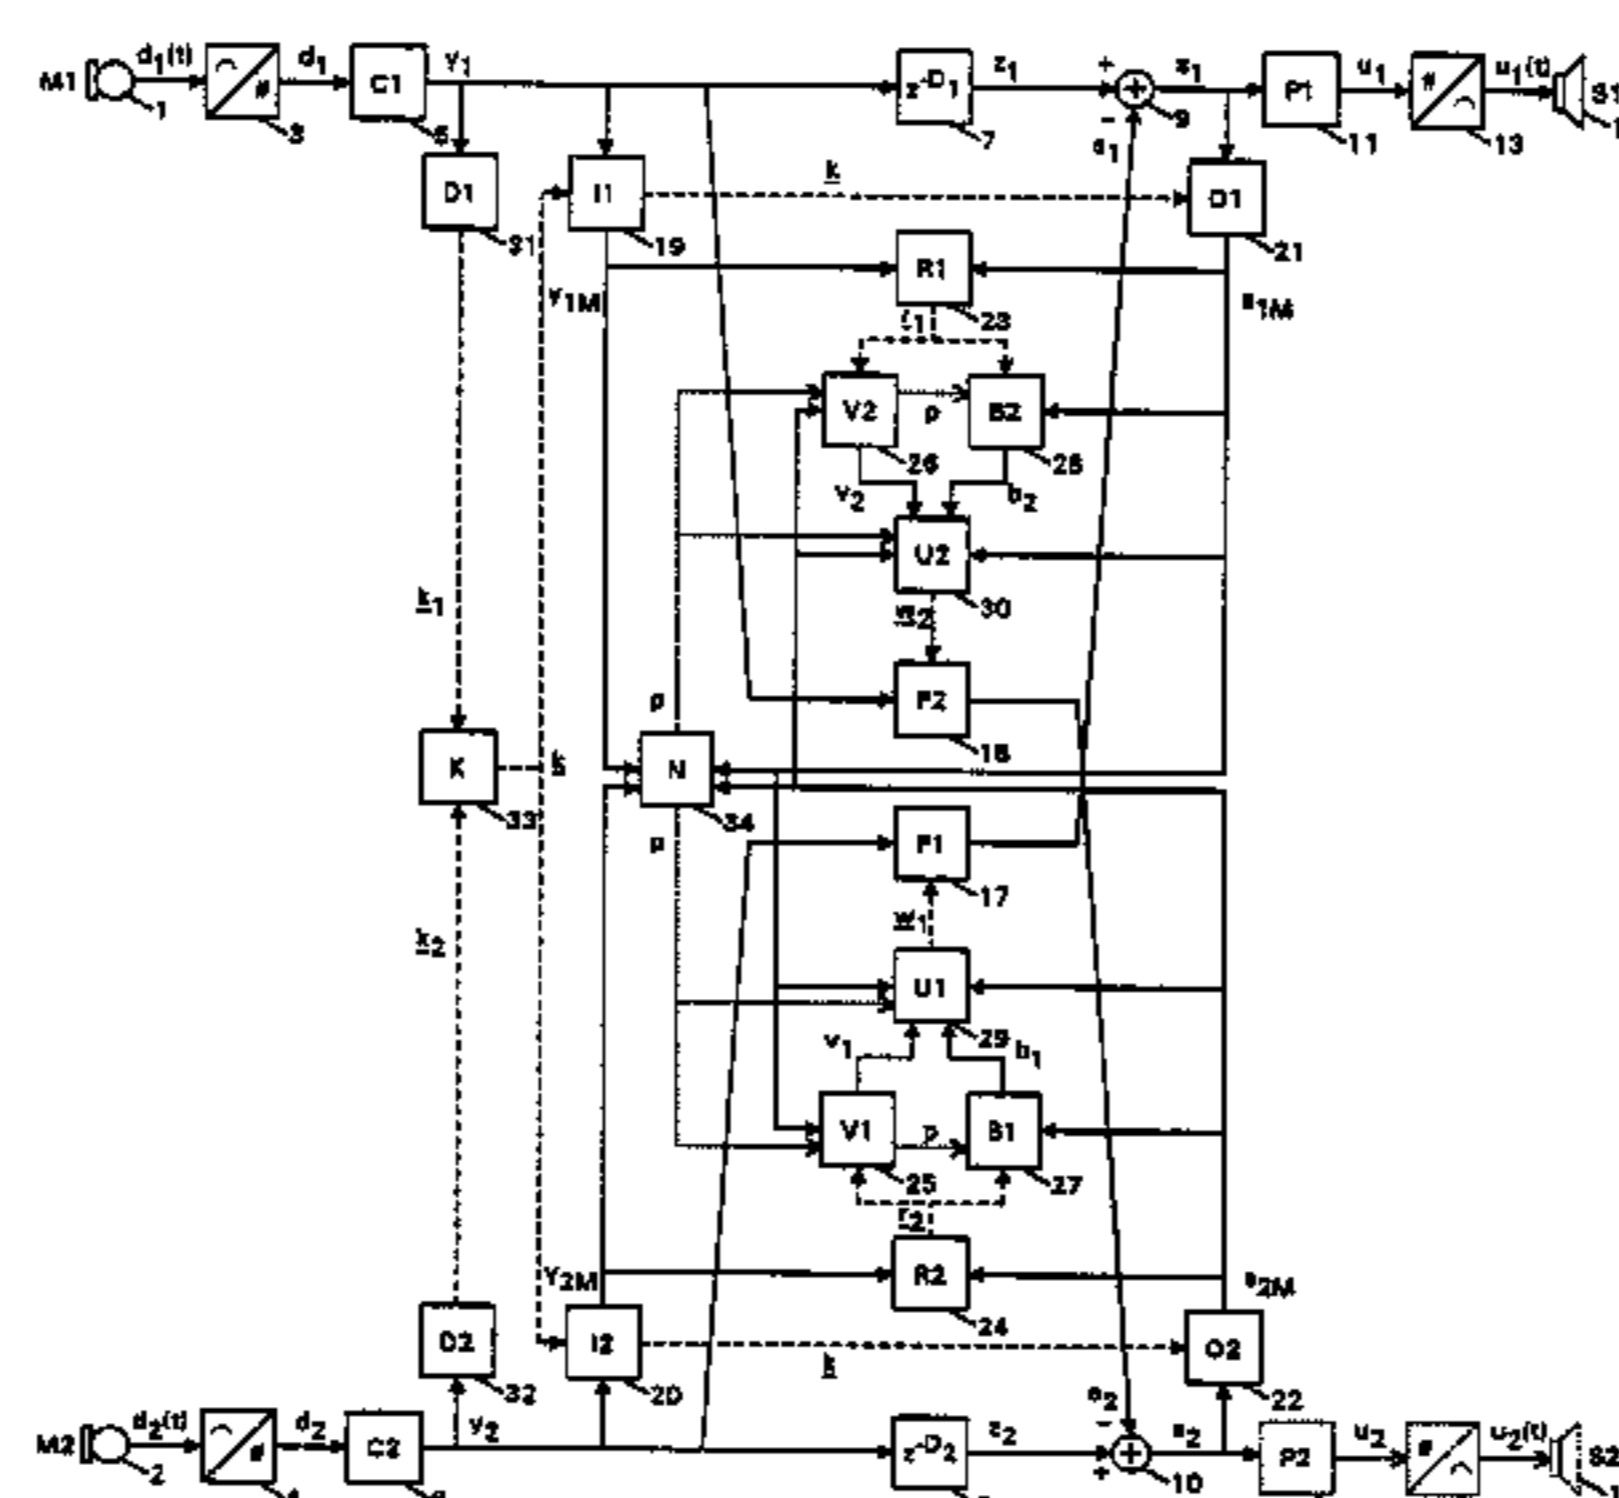 M1 d1(t) d1 C1 y1 z-D1 z1 + s1 P1 # u1 # u1(t) S1
1 3 5 7 - 9 11 13
e1
D1 I1 k O1
31 19 21
R1
y1M 23 s1M
r1
V2 p B2
26 28
v2 b2
U2
30
k1 w2
F2
p 18
K k N
33 34
p F1
17
k2 w1
U1
29
v1 b1
V1 p B1
25 27
r2
R2
y2M s2M
24
D2 I2 k O2
32 20 22
e2
M2 d2(t) # d2 C2 y2 z-D2 z2 - + s2 P2 u2 # u2(t) S2
2 10